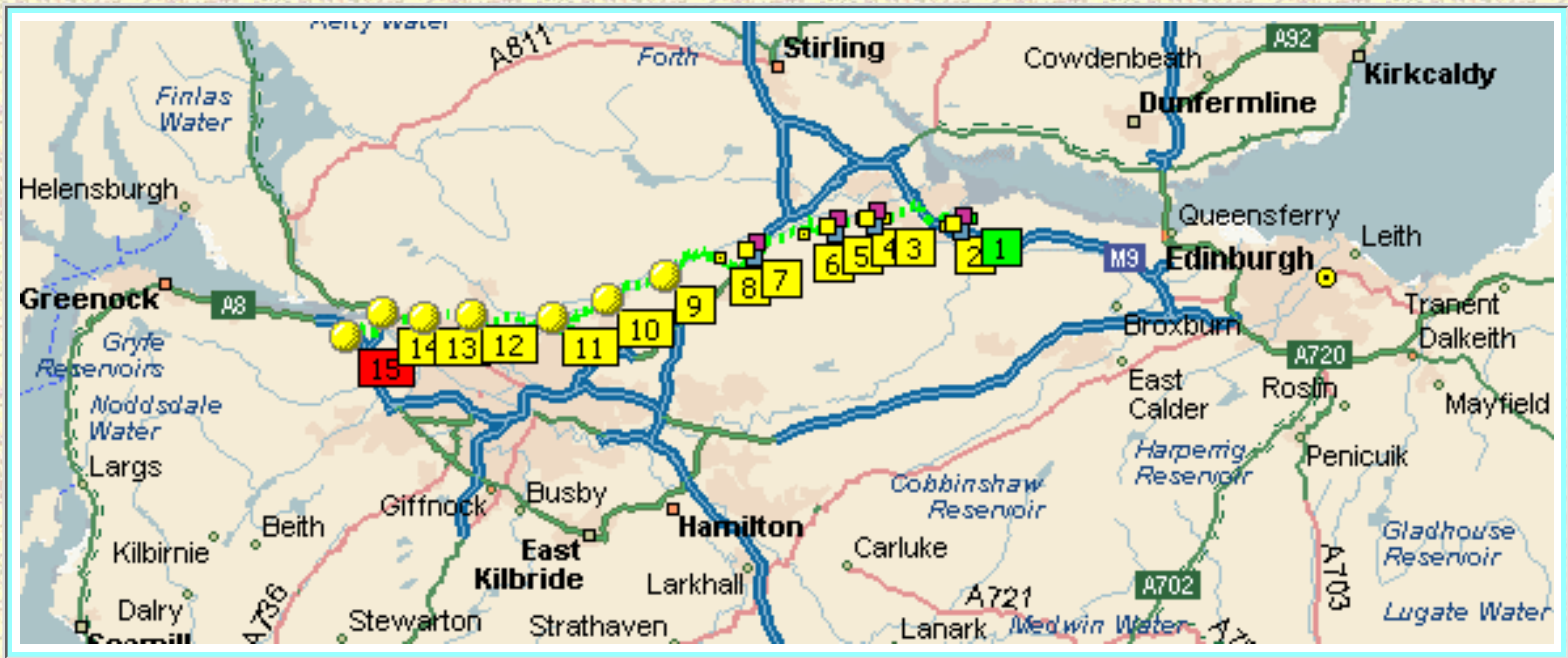 Kelty Water
A811
Forth
Stirling
Cowdenbeath
A92
Kirkcaldy
Finlas
Water
Dunfermline
Helensburgh
Queensferry
Leith
6
5
4
3
2
1
M9
Edinburgh
8
7
Greenock
A8
9
Tranent
Gryfe
Reservoirs
10
Broxburn
Dalkeith
14
13
12
11
A720
15
East
Calder
Roslin
Mayfield
Noddsdale
Water
Harperrig
Reservoir
Penicuik
Largs
Giffnock
Busby
Cobbinshaw
Reservoir
Beith
Hamilton
Gladhouse
Reservoir
Kilbirnie
East
Kilbride
Carluke
Larkhall
A702
A703
Dalry
A736
Stewarton
Strathaven
A721
Lanark
Medwin Water
Lugate Water